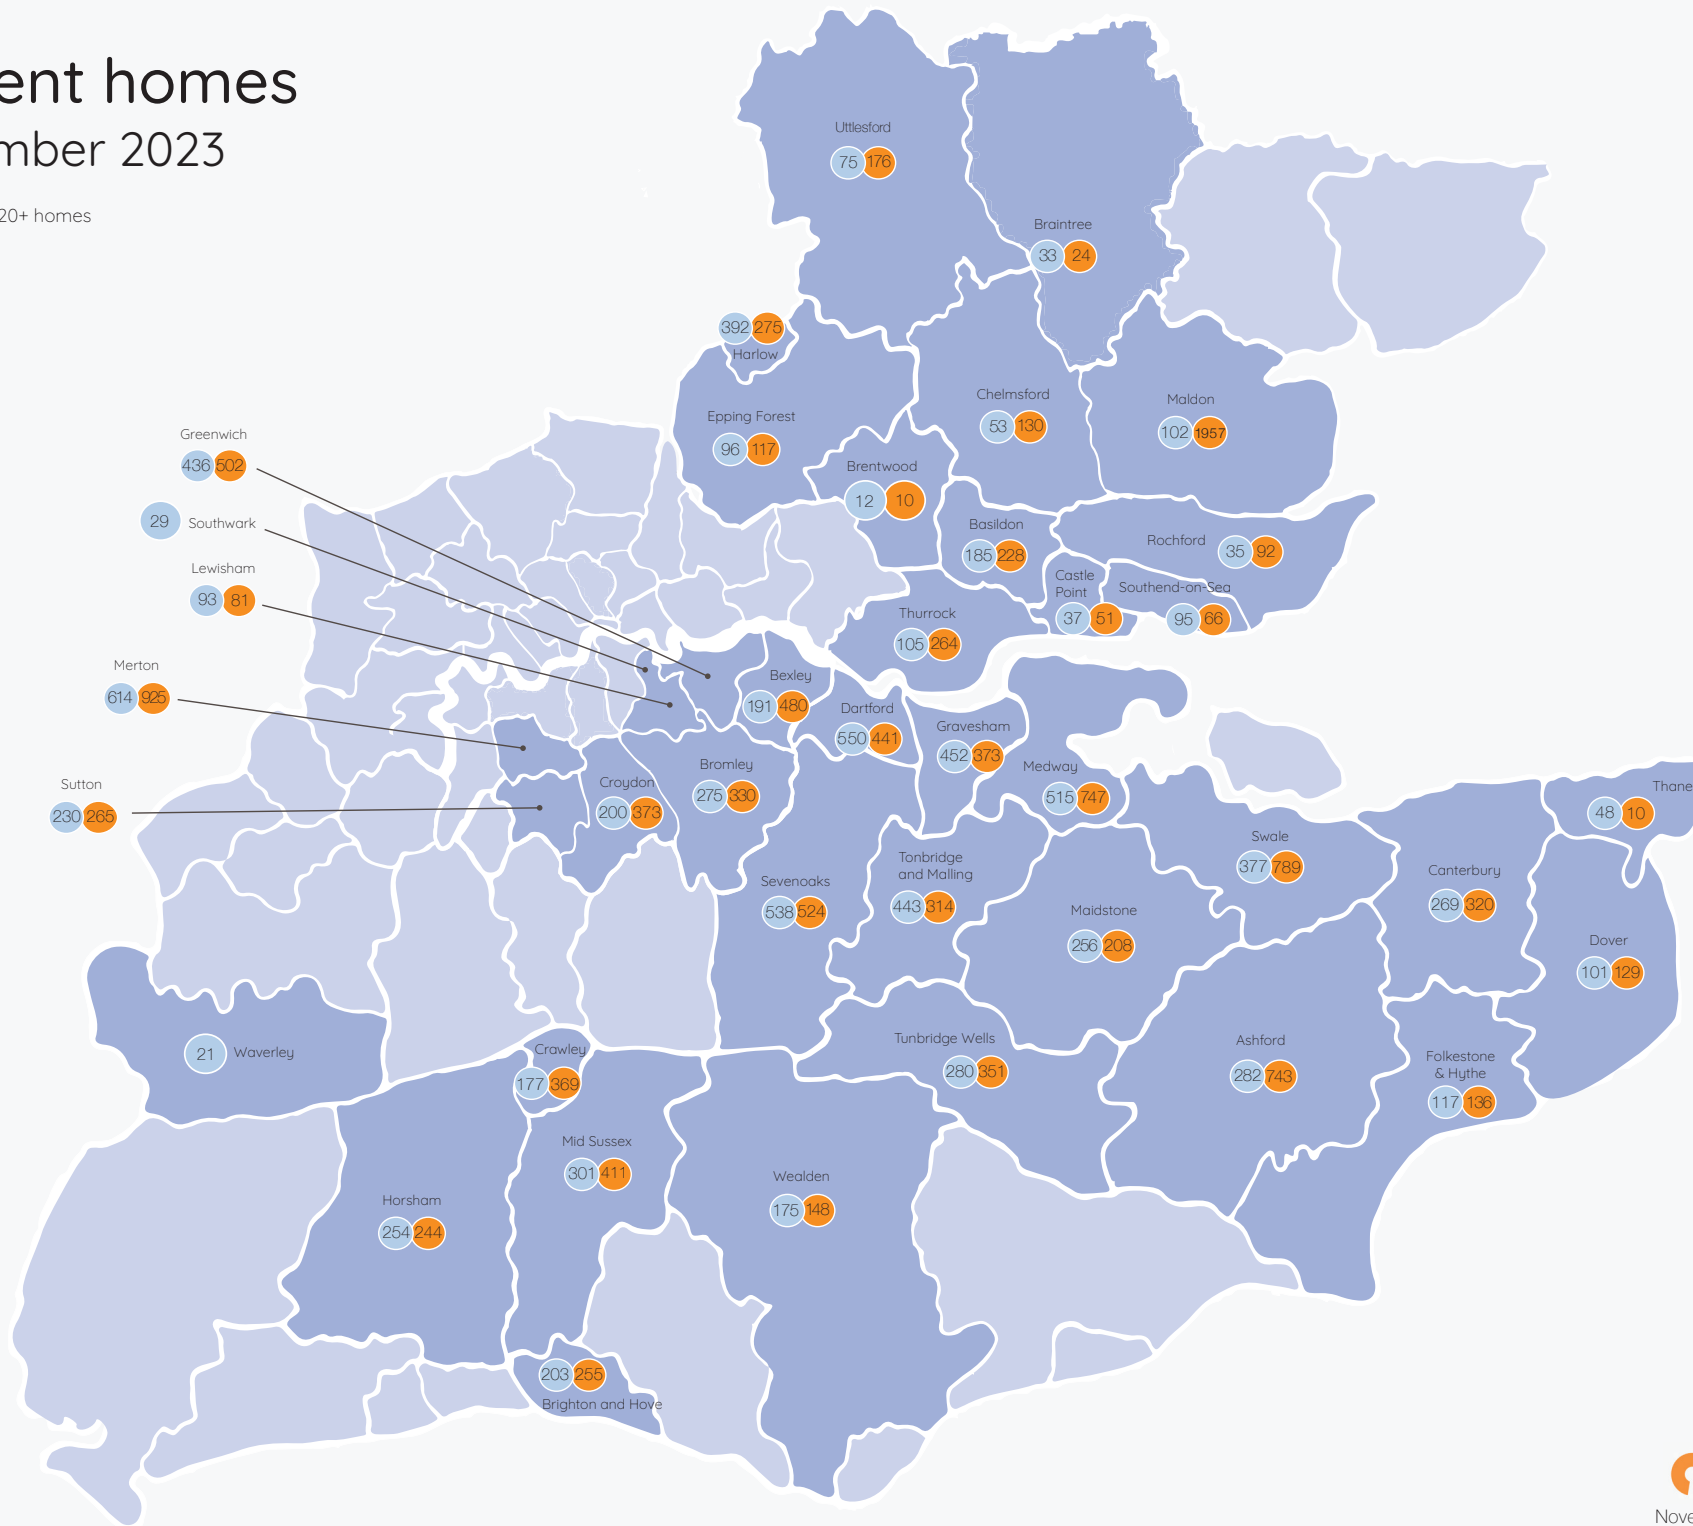 ent homes
mber 2023
20+ homes
Uttlesford
75 176
Braintree
33 24
392 275
Harlow
Epping Forest
96 117
Chelmsford
53 130
Maldon
102 1957
Greenwich
436 502
29 Southwark
Lewisham
93 81
Merton
614 925
Sutton
230 265
Brentwood
12 10
Basildon
185 228
Rochford 35 92
Castle
Point
37 51
Southend-on-Sea
95 66
Thurrock
105 264
Bexley
191 480
Dartford
550 441
Gravesham
452 373
Medway
515 747
Croydon
200 373
Bromley
275 330
Thane
48 10
Swale
377 789
Sevenoaks
538 524
Tonbridge
and Malling
443 314
Maidstone
256 208
Canterbury
269 320
Dover
101 129
21 Waverley
Crawley
177 369
Tunbridge Wells
280 351
Ashford
282 743
Folkestone
& Hythe
117 136
Mid Sussex
301 411
Horsham
254 244
Wealden
175 148
203 255
Brighton and Hove
Nove